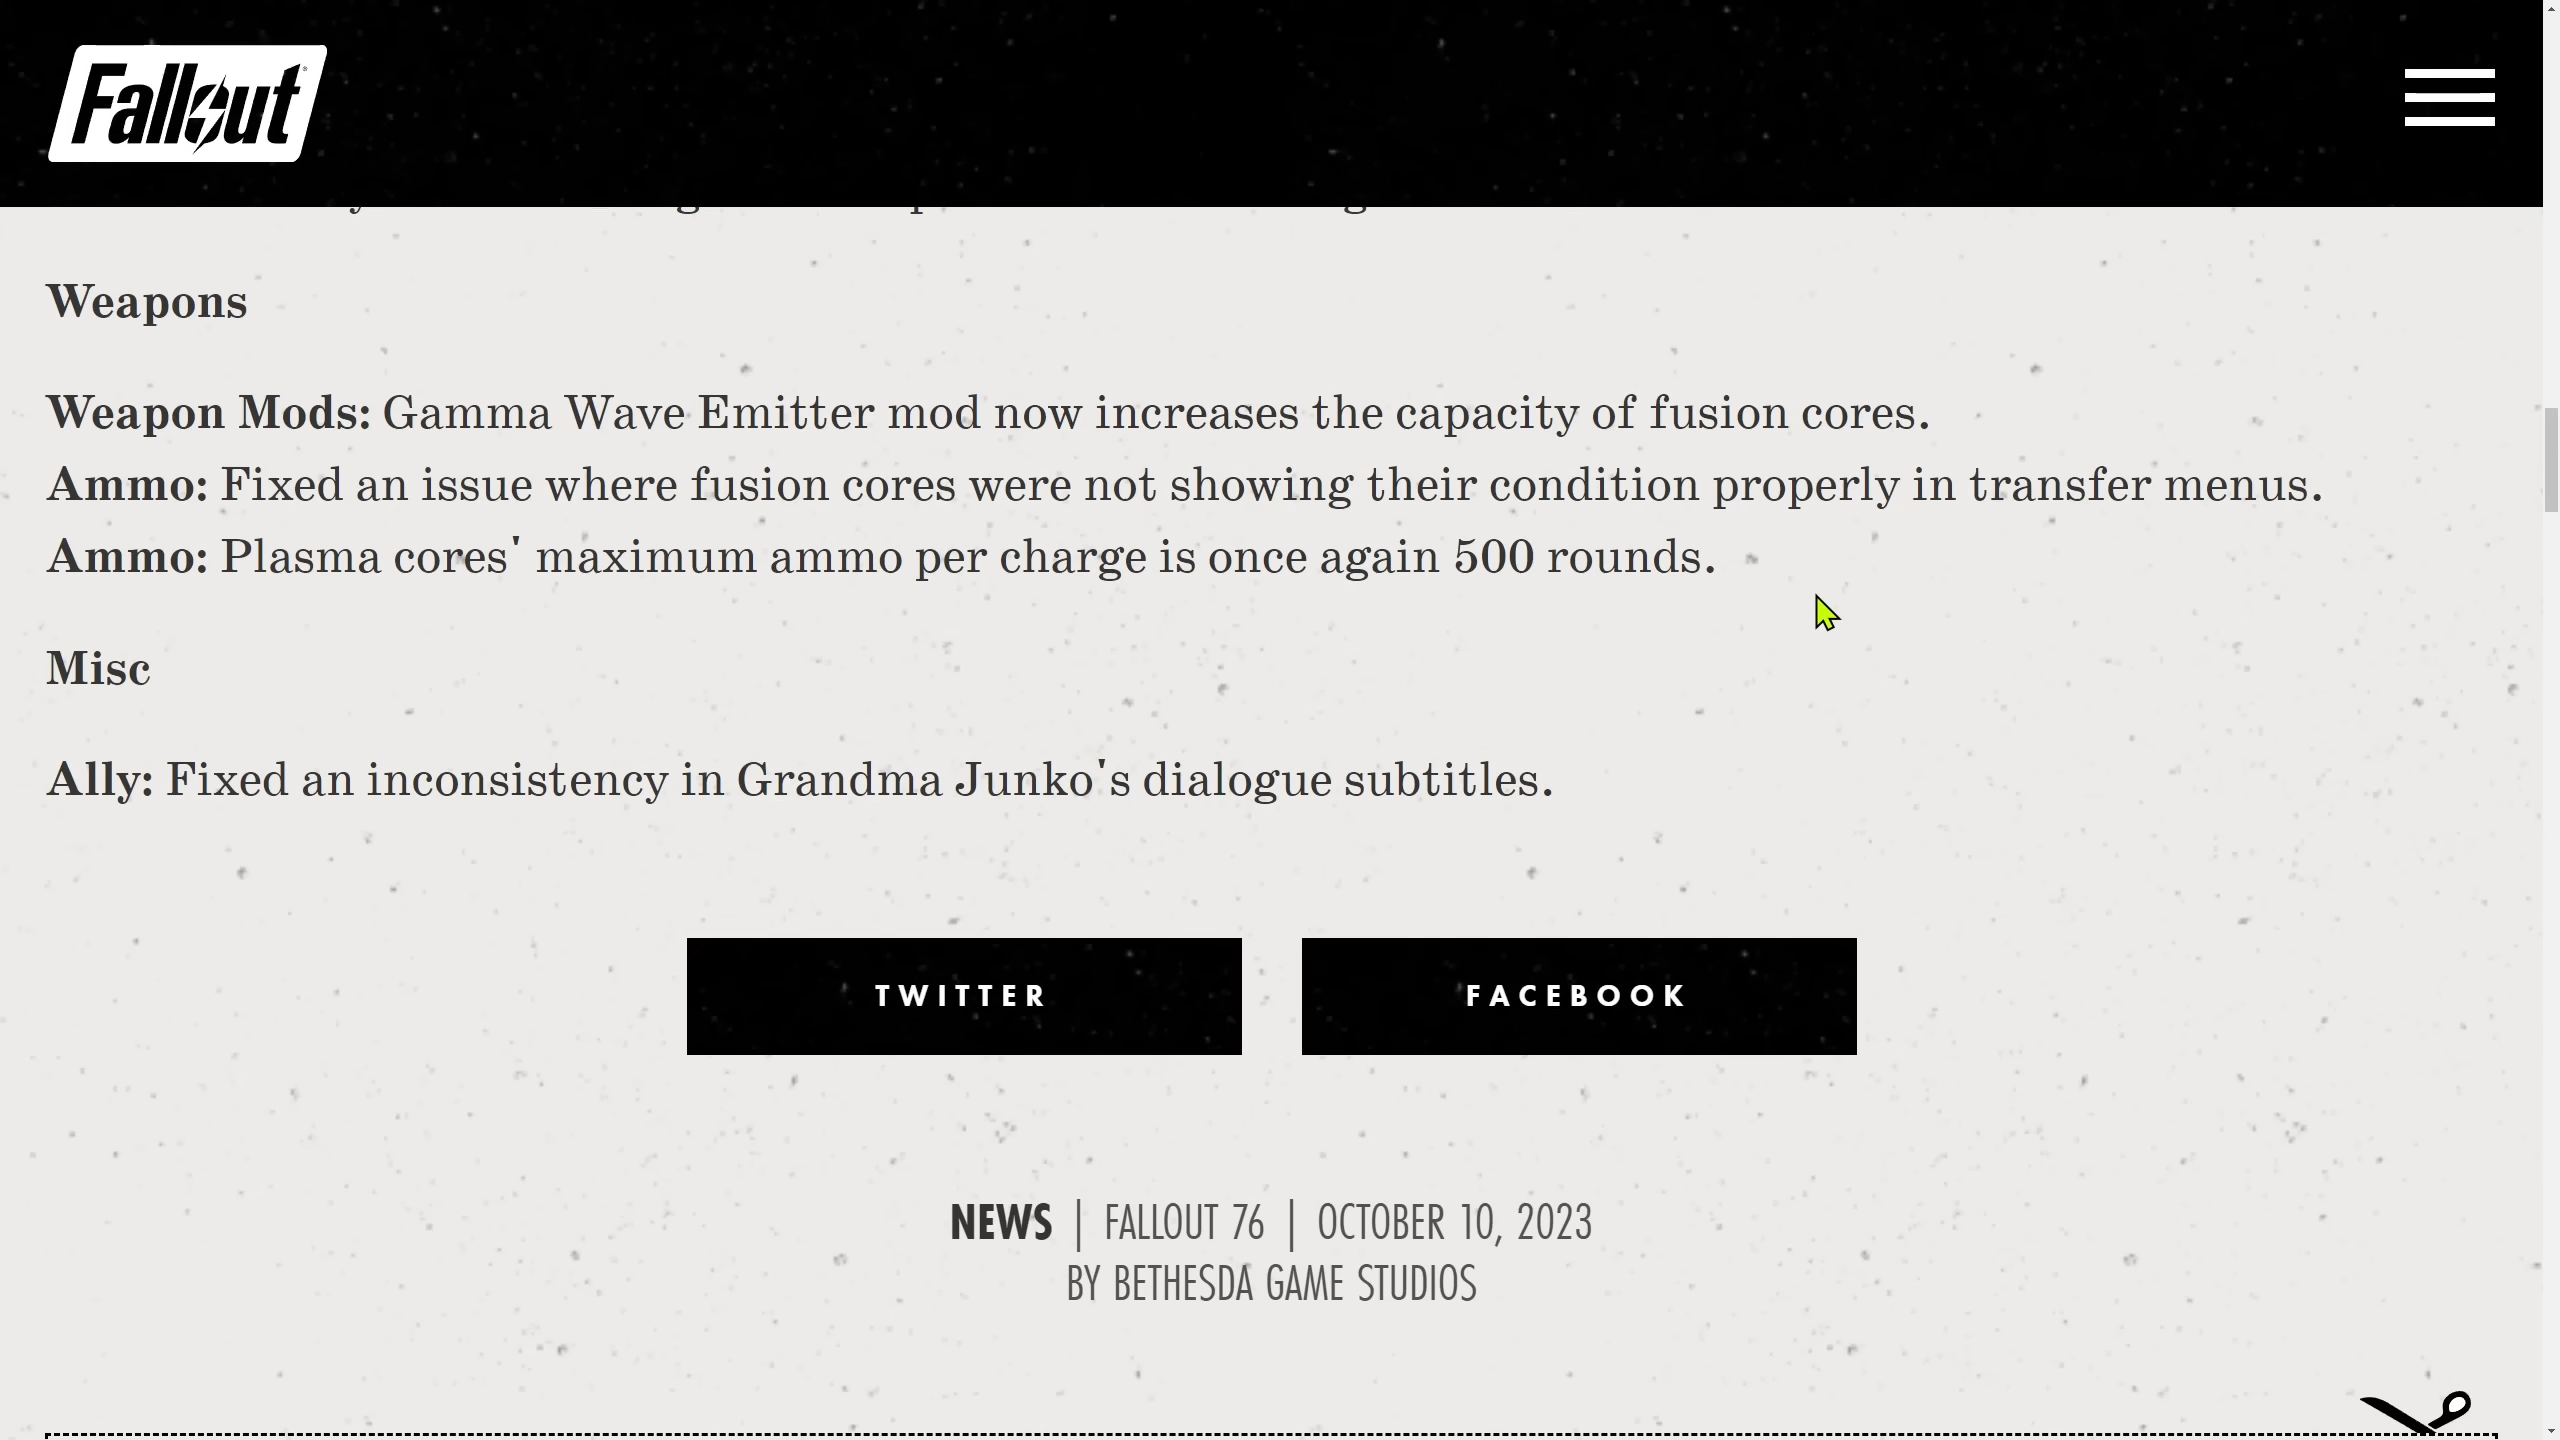 Fallout
Weapons
Weapon Mods: Gamma Wave Emitter mod now increases the capacity of fusion cores.
Ammo: Fixed an issue where fusion cores were not showing their condition properly in transfer menus.
Ammo: Plasma cores' maximum ammo per charge is once again 500 rounds.
Misc
Ally: Fixed an inconsistency in Grandma Junko's dialogue subtitles.
TWITTER
FACEBOOK
NEWS | FALLOUT 76 | OCTOBER 10, 2023
BY BETHESDA GAME STUDIOS